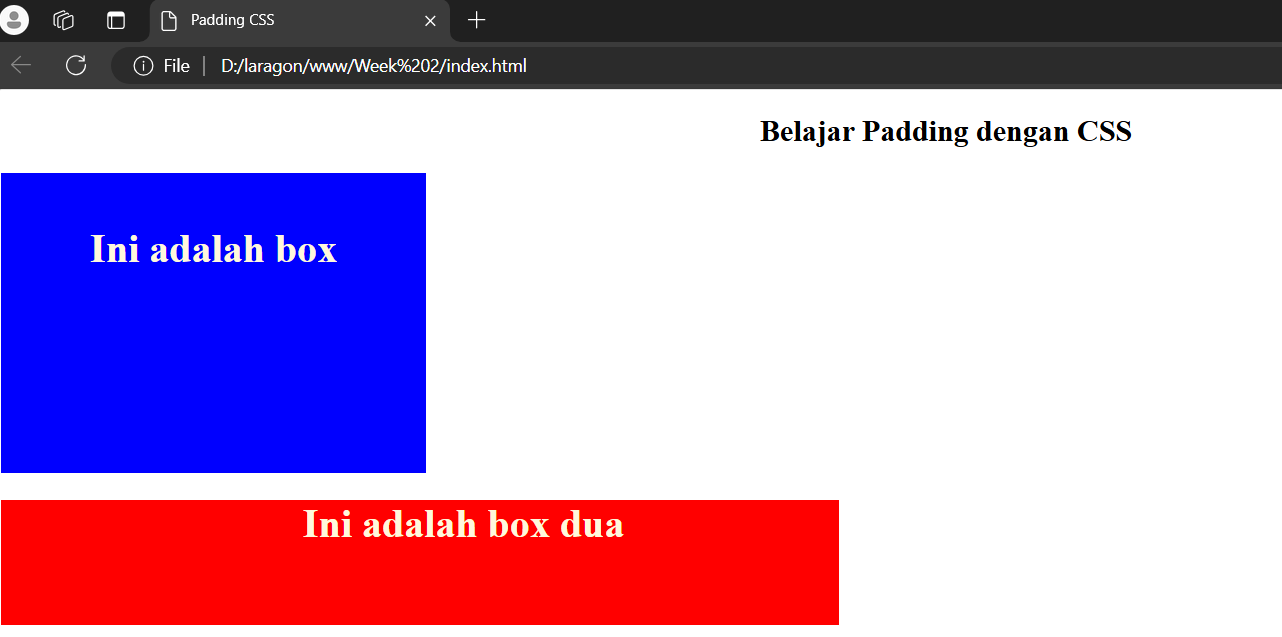 Padding CSS
File D:/laragon/www/Week%202/index.html
Belajar Padding dengan CSS
Ini adalah box
Ini adalah box dua